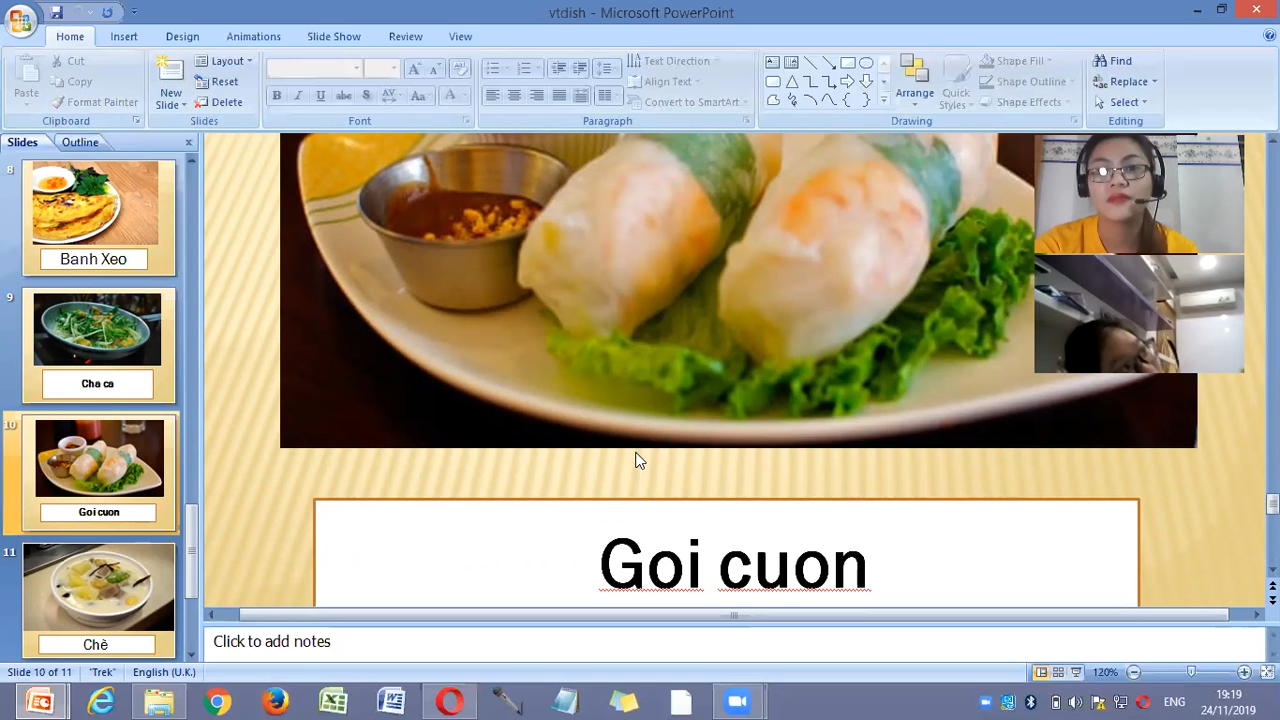 vtdish - Microsoft PowerPoint
Home Insert Design Animations Slide Show Review View
Paste
Cut
Copy
Format Painter
Clipboard
New Slide
Layout
Reset
Delete
Slides
Font
Text Direction
Align Text
Convert to SmartArt
Paragraph
Arrange
Quick Styles
Shape Fill
Shape Outline
Shape Effects
Drawing
Find
Replace
Select
Editing
Slides Outline
8
Banh Xeo
9
Cha ca
10
Goi cuon
11
Chè
Goi cuon
Click to add notes
Slide 10 of 11 "Trek" English (U.K.) 120%
ENG
19:19
24/11/2019